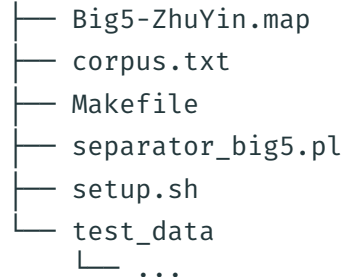 ├── Big5-ZhuYin.map
├── corpus.txt
├── Makefile
├── separator_big5.pl
├── setup.sh
└── test_data
    └── ...